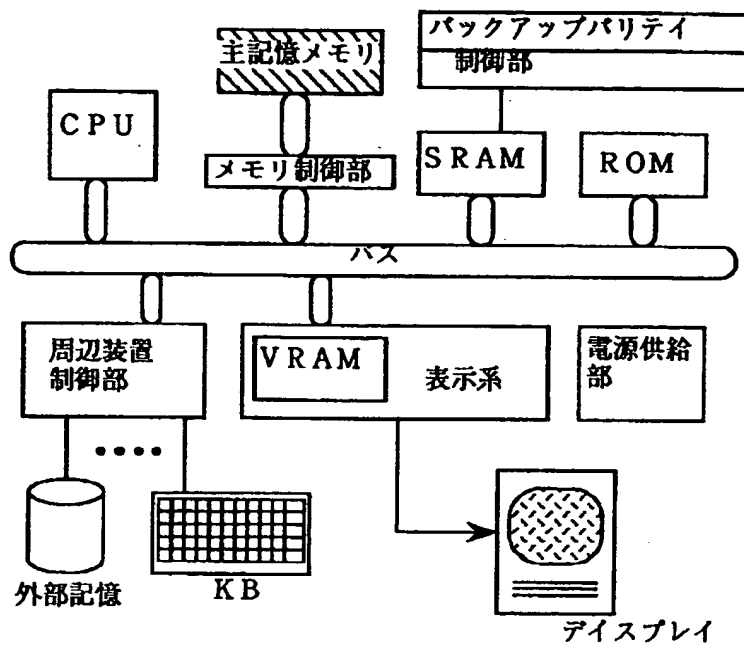 主記憶メモリ
バックアップパリティ
制御部
CPU
メモリ制御部
SRAM
ROM
バス
周辺装置
制御部
VRAM
表示系
電源供給
部
外部記憶
KB
デイスプレイ